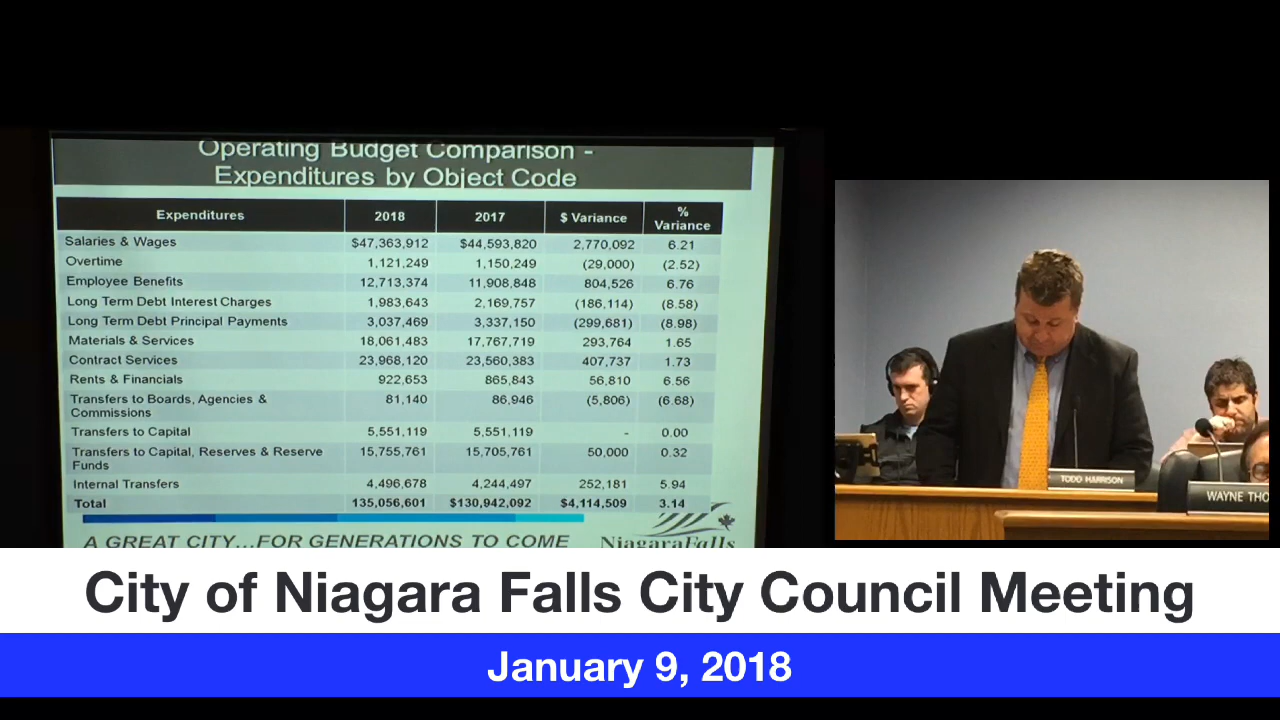 Operating Budget Comparison -
Expenditures by Object Code
Expenditures 2018 2017 $ Variance % Variance
Salaries & Wages $47,363,912 $44,593,820 2,770,092 6.21
Overtime 1,121,249 1,150,249 (29,000) (2.52)
Employee Benefits 12,713,374 11,908,848 804,526 6.76
Long Term Debt Interest Charges 1,983,643 2,169,757 (186,114) (8.58)
Long Term Debt Principal Payments 3,037,469 3,337,150 (299,681) (8.98)
Materials & Services 18,061,483 17,767,719 293,764 1.65
Contract Services 23,968,120 23,560,383 407,737 1.73
Rents & Financials 922,653 865,843 56,810 6.56
Transfers to Boards, Agencies & 81,140 86,946 (5,806) (6.68)
Commissions
Transfers to Capital 5,551,119 5,551,119 - 0.00
Transfers to Capital, Reserves & Reserve 15,755,761 15,705,761 50,000 0.32
Funds
Internal Transfers 4,496,678 4,244,497 252,181 5.94
Total 135,056,601 $130,942,092 $4,114,509 3.14
A GREAT CITY...FOR GENERATIONS TO COME
NiagaraFalls
TODD HARRISON
WAYNE THO
City of Niagara Falls City Council Meeting
January 9, 2018